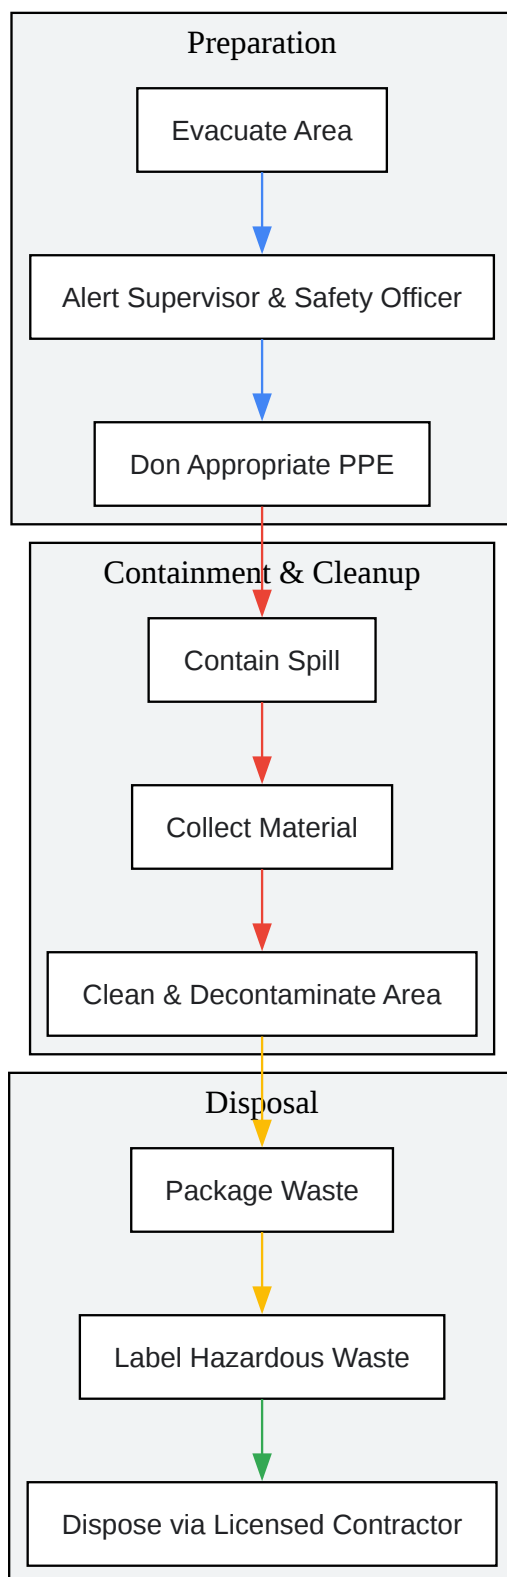 Preparation
Evacuate Area
Alert Supervisor & Safety Officer
Don Appropriate PPE
Containment & Cleanup
Contain Spill
Collect Material
Clean & Decontaminate Area
Disposal
Package Waste
Label Hazardous Waste
Dispose via Licensed Contractor